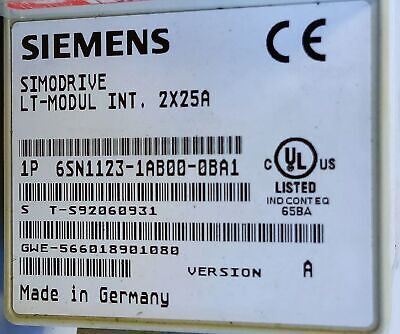 SIEMENS
CE
SIMODRIVE
LT-MODUL INT. 2X25A
1P 6SN1123-1AB00-0BA1
C UL US
LISTED
IND CONT EQ
65BA
S T-S92060931
GWE-566018901080
VERSION A
Made in Germany